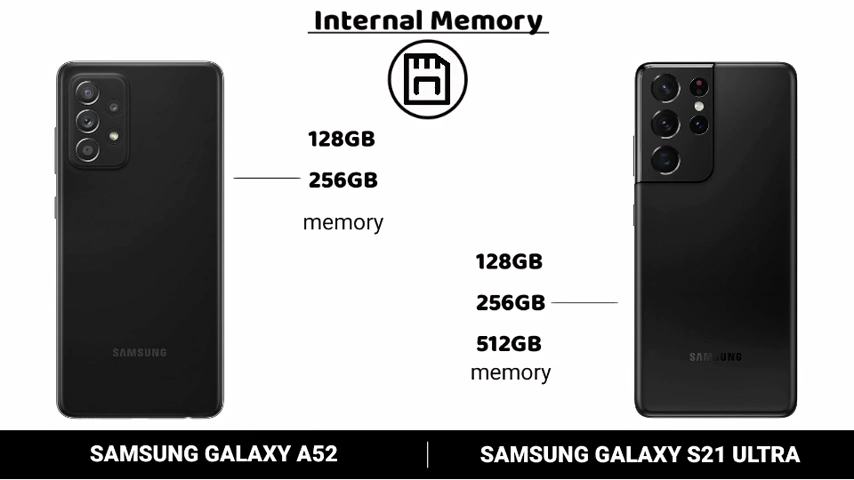 Internal Memory
128GB
256GB
memory
128GB
256GB
512GB
memory
SAMSUNG
SAMSUNG
SAMSUNG GALAXY A52
SAMSUNG GALAXY S21 ULTRA